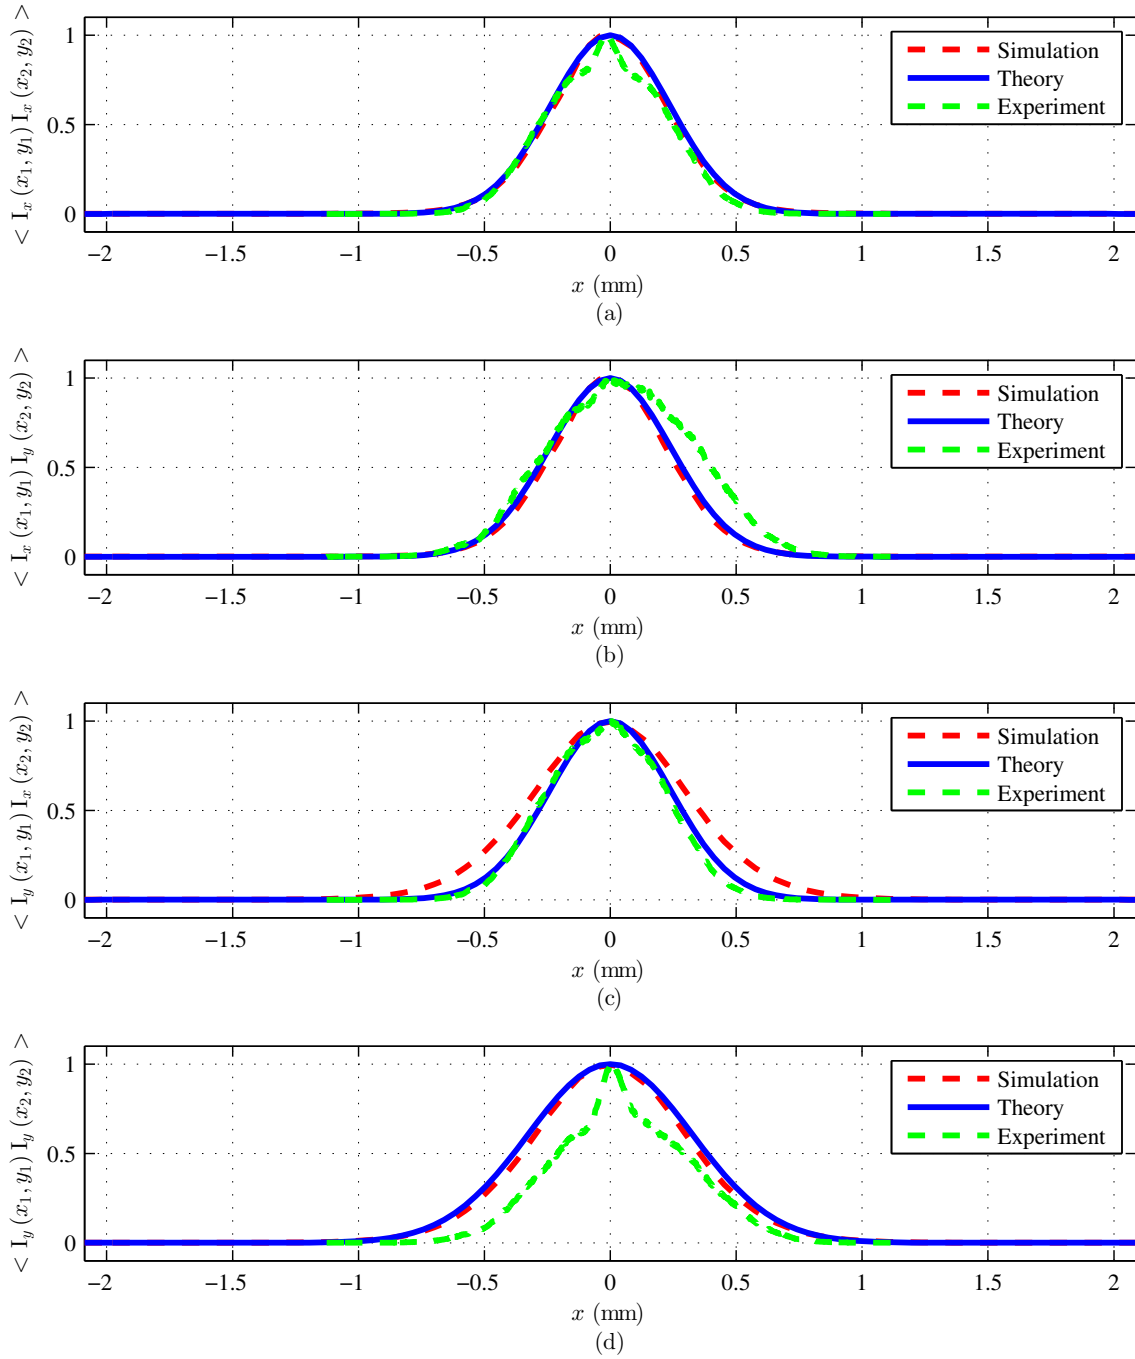 < I_x (x_1, y_1) I_x (x_2, y_2) >
1
0.5
0
Simulation
Theory
Experiment
−2 −1.5 −1 −0.5 0 0.5 1 1.5 2
x (mm)
(a)
< I_x (x_1, y_1) I_y (x_2, y_2) >
1
0.5
0
Simulation
Theory
Experiment
−2 −1.5 −1 −0.5 0 0.5 1 1.5 2
x (mm)
(b)
< I_y (x_1, y_1) I_x (x_2, y_2) >
1
0.5
0
Simulation
Theory
Experiment
−2 −1.5 −1 −0.5 0 0.5 1 1.5 2
x (mm)
(c)
< I_y (x_1, y_1) I_y (x_2, y_2) >
1
0.5
0
Simulation
Theory
Experiment
−2 −1.5 −1 −0.5 0 0.5 1 1.5 2
x (mm)
(d)